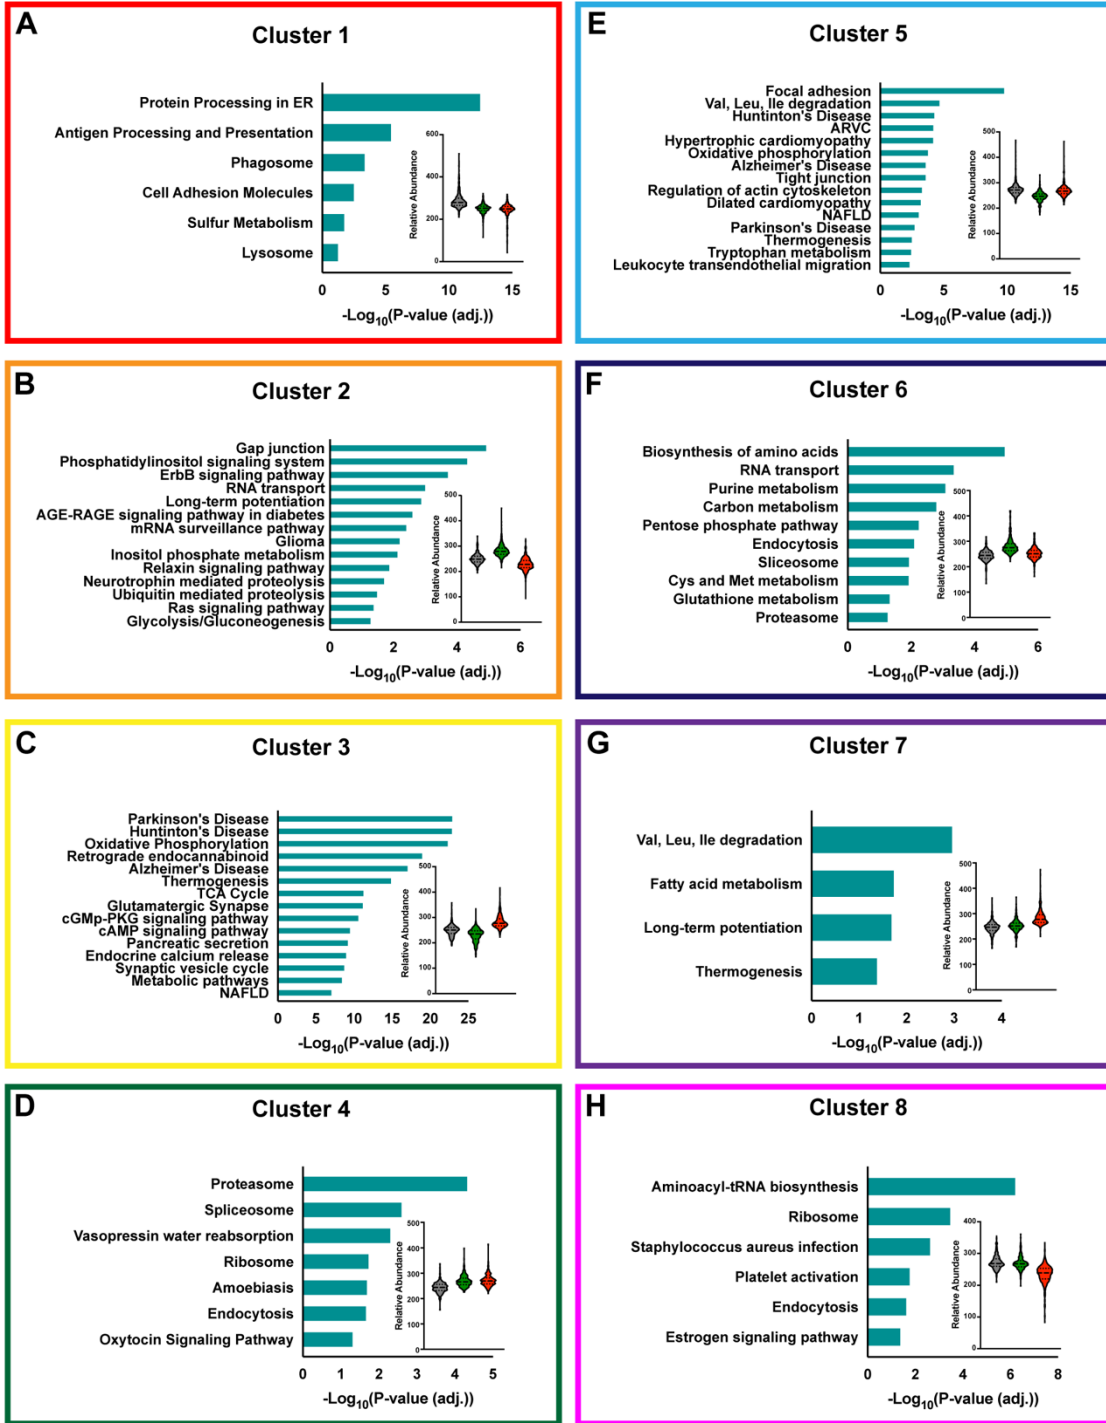 A
Cluster 1
Protein Processing in ER
Antigen Processing and Presentation
Phagosome
Cell Adhesion Molecules
Sulfur Metabolism
Lysosome
0 5 10 15
-Log10(P-value (adj.))
Relative Abundance
600
400
200
0
E
Cluster 5
Focal adhesion
Val, Leu, Ile degradation
Huntinton's Disease
ARVC
Hypertrophic cardiomyopathy
Oxidative phosphorylation
Alzheimer's Disease
Tight junction
Regulation of actin cytoskeleton
Dilated cardiomyopathy
NAFLD
Parkinson's Disease
Thermogenesis
Tryptophan metabolism
Leukocyte transendothelial migration
0 5 10 15
-Log10(P-value (adj.))
Relative Abundance
500
400
300
200
100
0
B
Cluster 2
Gap junction
Phosphatidylinositol signaling system
ErbB signaling pathway
RNA transport
Long-term potentiation
AGE-RAGE signaling pathway in diabetes
mRNA surveillance pathway
Glioma
Inositol phosphate metabolism
Relaxin signaling pathway
Neurotrophin mediated proteolysis
Ubiquitin mediated proteolysis
Ras signaling pathway
Glycolysis/Gluconeogenesis
0 2 4 6
-Log10(P-value (adj.))
Relative Abundance
500
400
300
200
100
0
F
Cluster 6
Biosynthesis of amino acids
RNA transport
Purine metabolism
Carbon metabolism
Pentose phosphate pathway
Endocytosis
Sliceosome
Cys and Met metabolism
Glutathione metabolism
Proteasome
0 2 4 6
-Log10(P-value (adj.))
Relative Abundance
500
400
300
200
100
0
C
Cluster 3
Parkinson's Disease
Huntinton's Disease
Oxidative Phosphorylation
Retrograde endocannabinoid
Alzheimer's Disease
Thermogenesis
TCA Cycle
Glutamatergic Synapse
cGMp-PKG signaling pathway
cAMP signaling pathway
Pancreatic secretion
Endocrine calcium release
Synaptic vesicle cycle
Metabolic pathways
NAFLD
0 5 10 15 20 25
-Log10(P-value (adj.))
Relative Abundance
500
400
300
200
100
0
G
Cluster 7
Val, Leu, Ile degradation
Fatty acid metabolism
Long-term potentiation
Thermogenesis
0 1 2 3 4
-Log10(P-value (adj.))
Relative Abundance
500
400
300
200
100
0
D
Cluster 4
Proteasome
Spliceosome
Vasopressin water reabsorption
Ribosome
Amoebiasis
Endocytosis
Oxytocin Signaling Pathway
0 1 2 3 4 5
-Log10(P-value (adj.))
Relative Abundance
500
400
300
200
100
0
H
Cluster 8
Aminoacyl-tRNA biosynthesis
Ribosome
Staphylococcus aureus infection
Platelet activation
Endocytosis
Estrogen signaling pathway
0 2 4 6 8
-Log10(P-value (adj.))
Relative Abundance
400
300
200
100
0